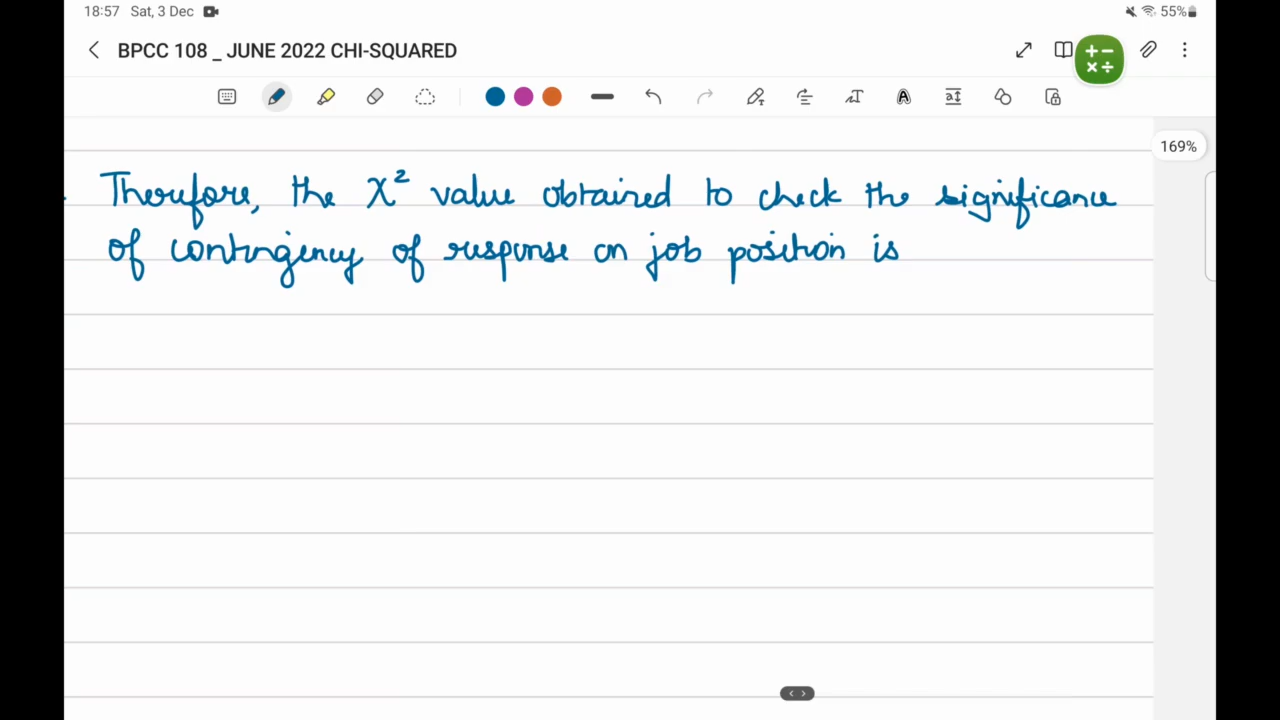 18:57 Sat, 3 Dec 55%
BPCC 108 _ JUNE 2022 CHI-SQUARED
169%
Therefore, the χ² value obtained to check the significance
of contingency of response on job position is